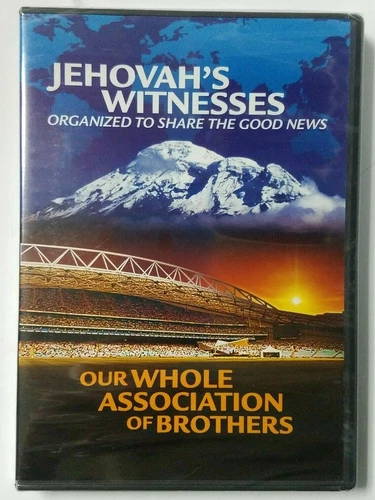 JEHOVAH'S
WITNESSES
ORGANIZED TO SHARE THE GOOD NEWS
OUR WHOLE
ASSOCIATION
OF BROTHERS